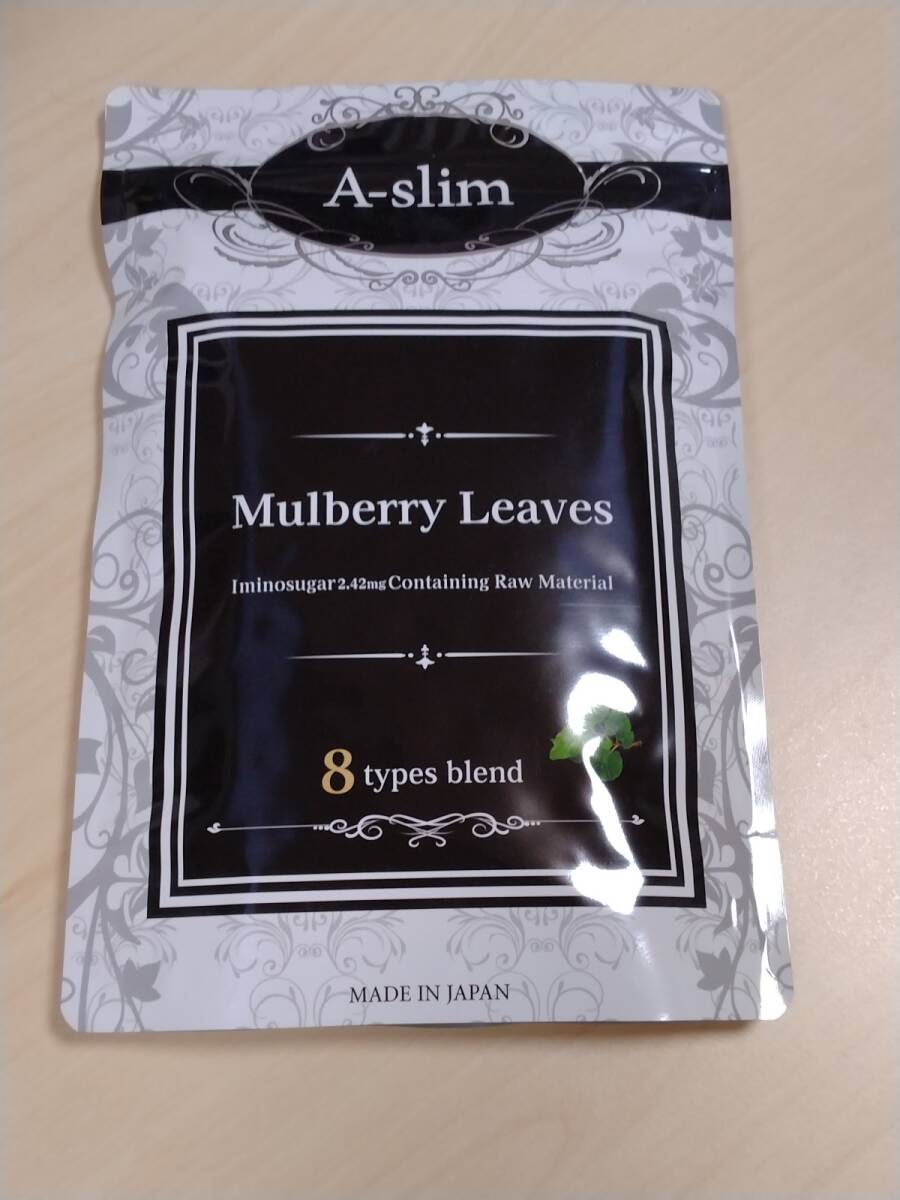 A-slim
Mulberry Leaves
Iminosugar 2.42mg Containing Raw Material
8 types blend
MADE IN JAPAN